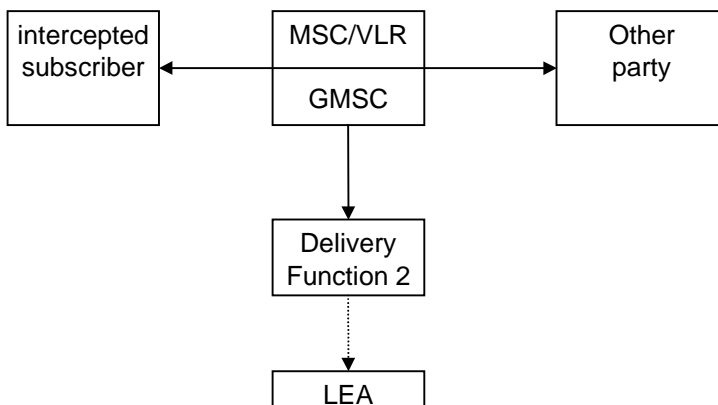 intercepted
subscriber
MSC/VLR
GMSC
Other
party
Delivery
Function 2
LEA